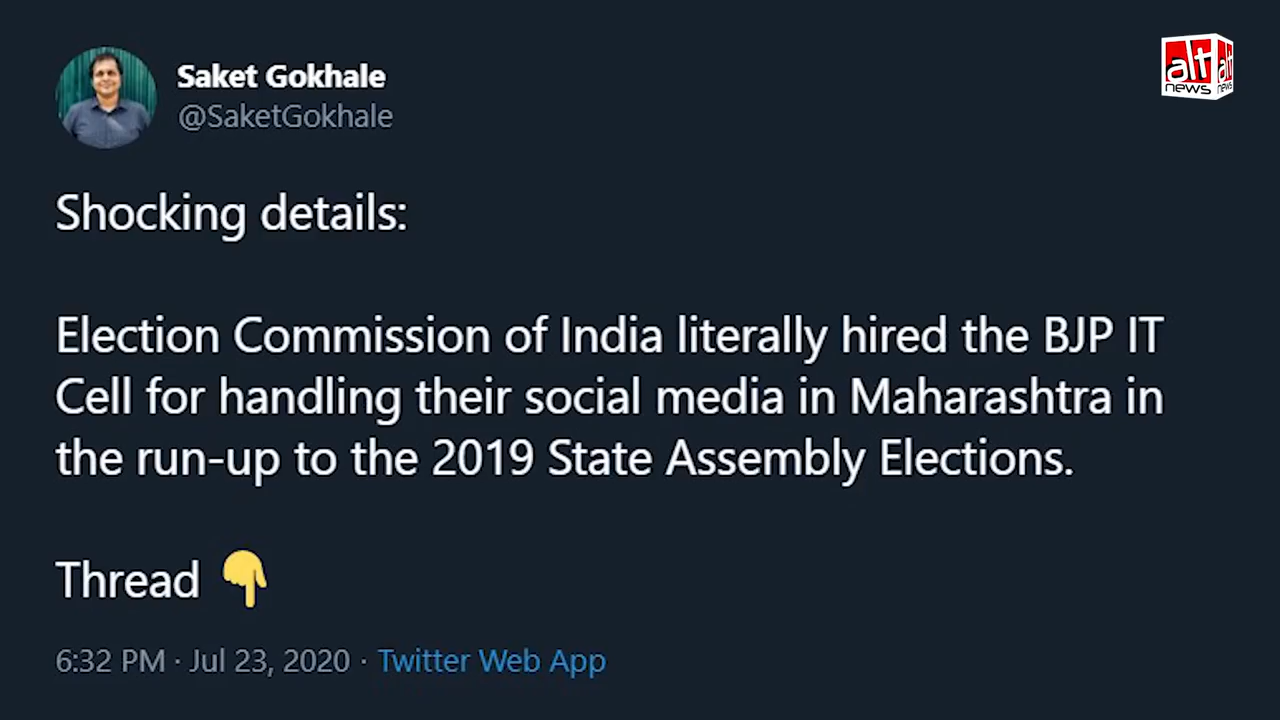 Saket Gokhale
@SaketGokhale
alt alt
news news
Shocking details:
Election Commission of India literally hired the BJP IT
Cell for handling their social media in Maharashtra in
the run-up to the 2019 State Assembly Elections.
Thread 👇
6:32 PM · Jul 23, 2020 · Twitter Web App